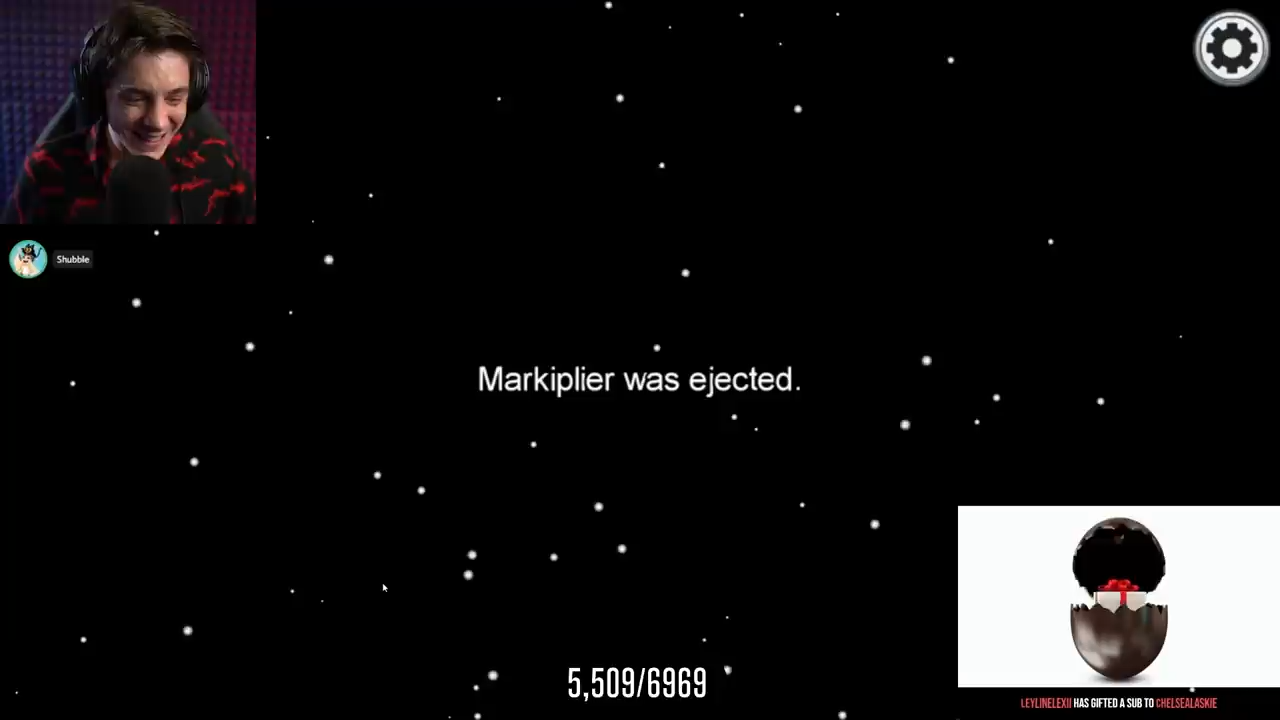 Shubble
Markiplier was ejected.
5,509/6969
LEYLINELEXII HAS GIFTED A SUB TO CHELSEALASKIE